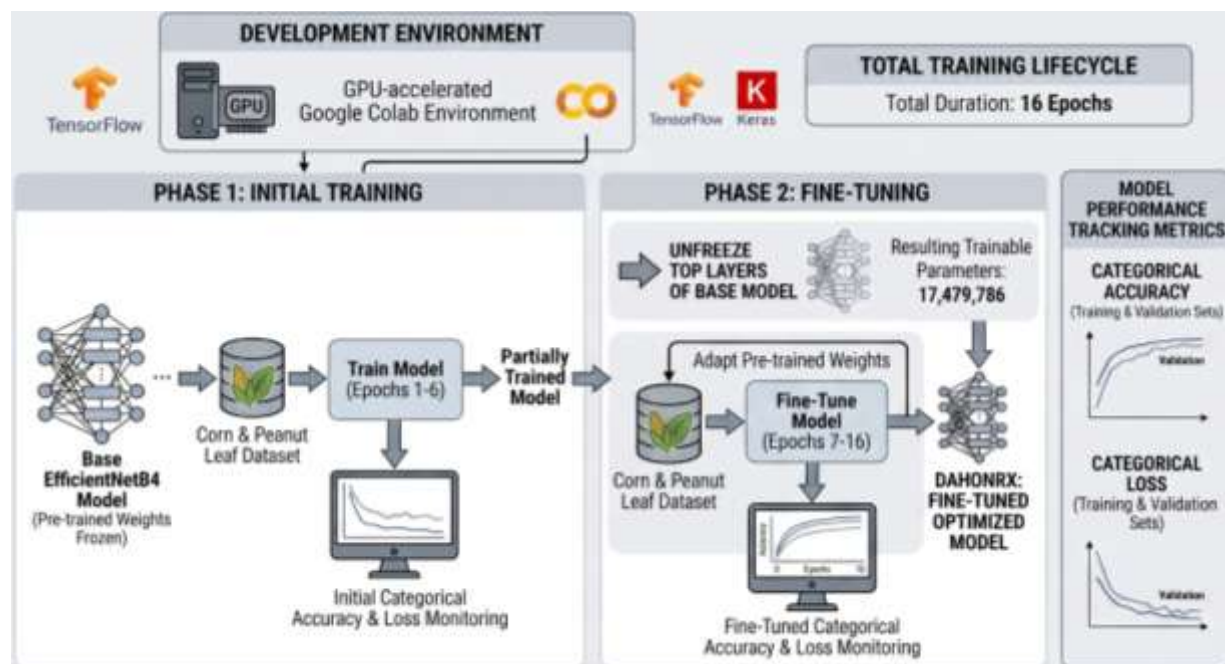 DEVELOPMENT ENVIRONMENT
TensorFlow
GPU
GPU-accelerated
Google Colab Environment
TensorFlow
K
Keras
TOTAL TRAINING LIFECYCLE
Total Duration: 16 Epochs
PHASE 1: INITIAL TRAINING
Base
EfficientNetB4
Model
(Pre-trained Weights
Frozen)
...
Corn & Peanut
Leaf Dataset
Train Model
(Epochs 1-6)
Partially
Trained
Model
Initial Categorical
Accuracy & Loss Monitoring
PHASE 2: FINE-TUNING
UNFREEZE
TOP LAYERS
OF BASE MODEL
Resulting Trainable
Parameters:
17,479,786
Adapt Pre-trained Weights
Corn & Peanut
Leaf Dataset
Fine-Tune
Model
(Epochs 7-16)
DAHONRX:
FINE-TUNED
OPTIMIZED
MODEL
0
Epochs
Fine-Tuned Categorical
Accuracy & Loss Monitoring
MODEL
PERFORMANCE
TRACKING METRICS
CATEGORICAL
ACCURACY
(Training & Validation Sets)
Validation
CATEGORICAL
LOSS
(Training & Validation
Sets)
Validation